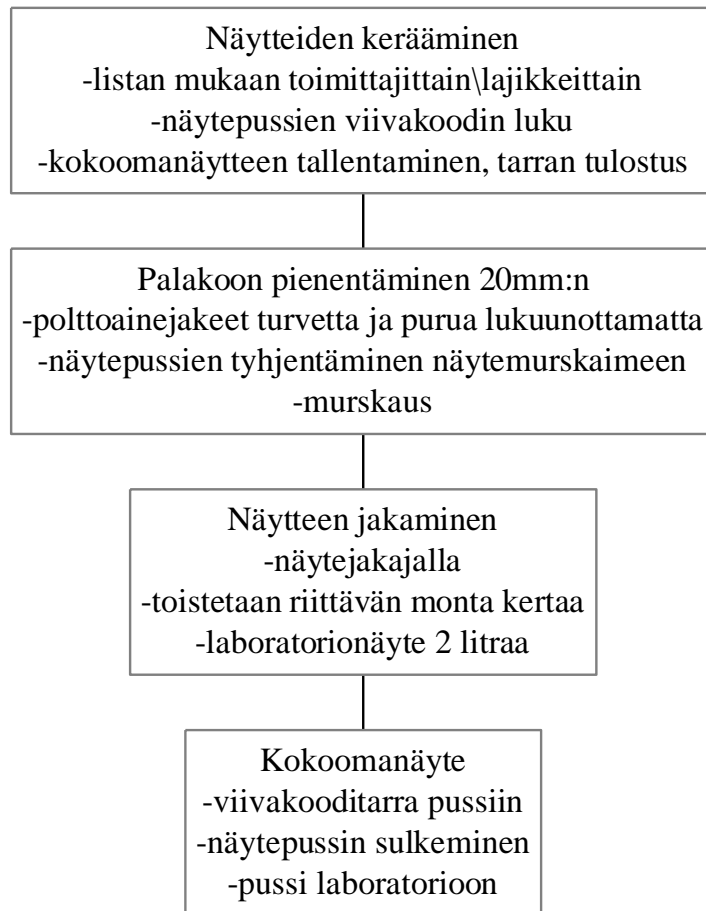 Näytteiden kerääminen
-listan mukaan toimittajittain\lajikkeittain
-näytepussien viivakoodin luku
-kokoomanäytteen tallentaminen, tarran tulostus
Palakoon pienentäminen 20mm:n
-polttoainejakeet turvetta ja purua lukuunottamatta
-näytepussien tyhjentäminen näytemurskaimeen
-murskaus
Näytteen jakaminen
-näytejakajalla
-toistetaan riittävän monta kertaa
-laboratorionäyte 2 litraa
Kokoomanäyte
-viivakooditarra pussiin
-näytepussin sulkeminen
-pussi laboratorioon